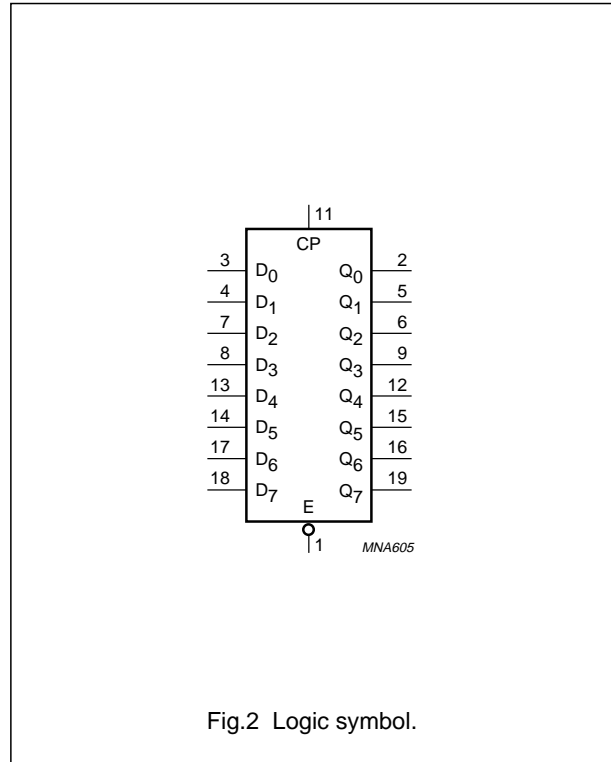 11
CP
3 D0 Q0 2
4 D1 Q1 5
7 D2 Q2 6
8 D3 Q3 9
13 D4 Q4 12
14 D5 Q5 15
17 D6 Q6 16
18 D7 Q7 19
E
1 MNA605
Fig.2 Logic symbol.